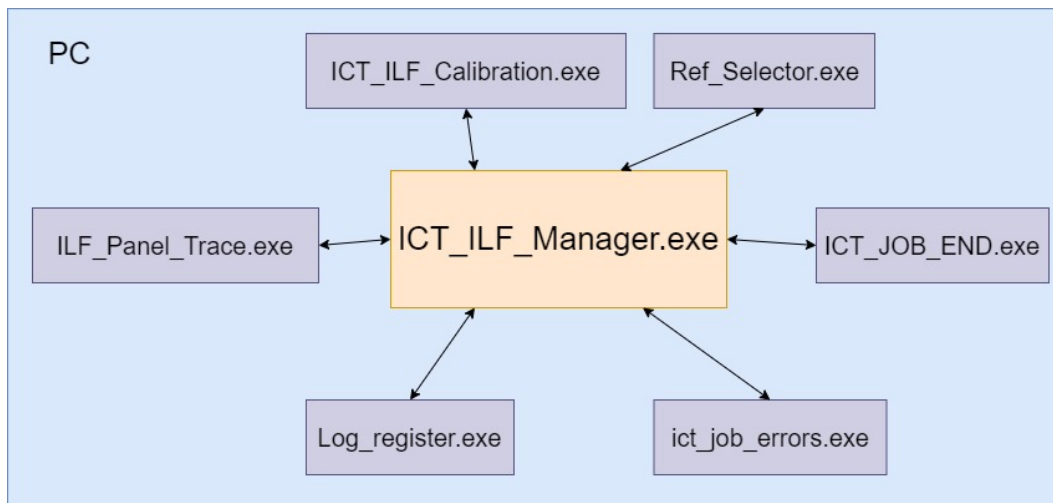 PC
ICT_ILF_Calibration.exe
Ref_Selector.exe
ILF_Panel_Trace.exe
ICT_ILF_Manager.exe
ICT_JOB_END.exe
Log_register.exe
ict_job_errors.exe